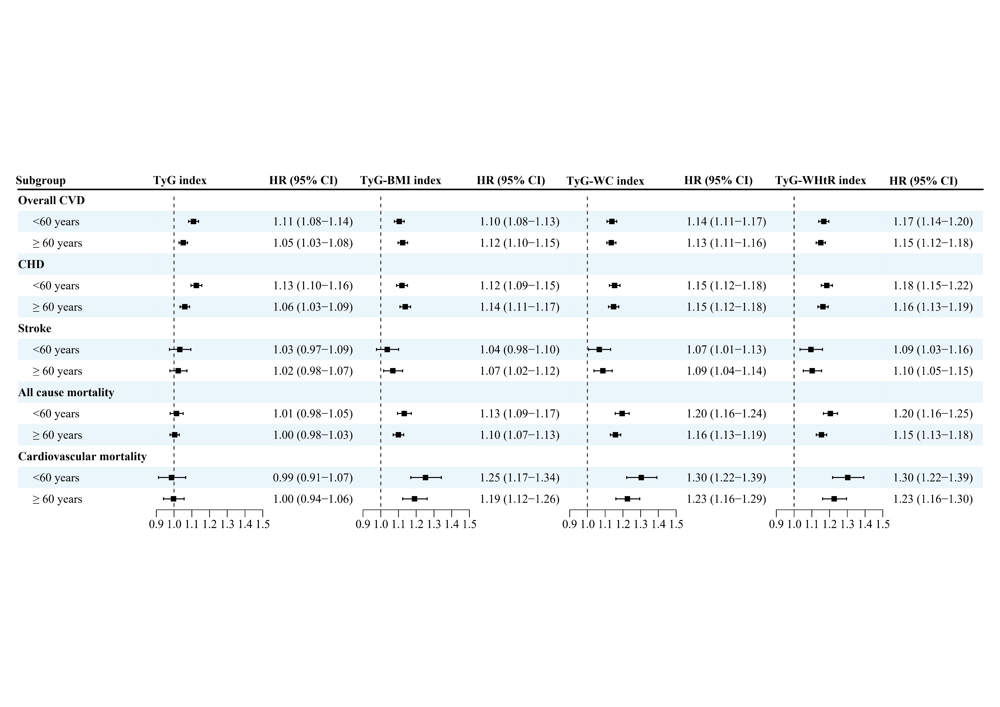 Subgroup TyG index HR (95% CI) TyG-BMI index HR (95% CI) TyG-WC index HR (95% CI) TyG-WHtR index HR (95% CI)
Overall CVD
<60 years 1.11 (1.08−1.14) 1.10 (1.08−1.13) 1.14 (1.11−1.17) 1.17 (1.14−1.20)
≥ 60 years 1.05 (1.03−1.08) 1.12 (1.10−1.15) 1.13 (1.11−1.16) 1.15 (1.12−1.18)
CHD
<60 years 1.13 (1.10−1.16) 1.12 (1.09−1.15) 1.15 (1.12−1.18) 1.18 (1.15−1.22)
≥ 60 years 1.06 (1.03−1.09) 1.14 (1.11−1.17) 1.15 (1.12−1.18) 1.16 (1.13−1.19)
Stroke
<60 years 1.03 (0.97−1.09) 1.04 (0.98−1.10) 1.07 (1.01−1.13) 1.09 (1.03−1.16)
≥ 60 years 1.02 (0.98−1.07) 1.07 (1.02−1.12) 1.09 (1.04−1.14) 1.10 (1.05−1.15)
All cause mortality
<60 years 1.01 (0.98−1.05) 1.13 (1.09−1.17) 1.20 (1.16−1.24) 1.20 (1.16−1.25)
≥ 60 years 1.00 (0.98−1.03) 1.10 (1.07−1.13) 1.16 (1.13−1.19) 1.15 (1.13−1.18)
Cardiovascular mortality
<60 years 0.99 (0.91−1.07) 1.25 (1.17−1.34) 1.30 (1.22−1.39) 1.30 (1.22−1.39)
≥ 60 years 1.00 (0.94−1.06) 1.19 (1.12−1.26) 1.23 (1.16−1.29) 1.23 (1.16−1.30)
0.9 1.0 1.1 1.2 1.3 1.4 1.5 0.9 1.0 1.1 1.2 1.3 1.4 1.5 0.9 1.0 1.1 1.2 1.3 1.4 1.5 0.9 1.0 1.1 1.2 1.3 1.4 1.5